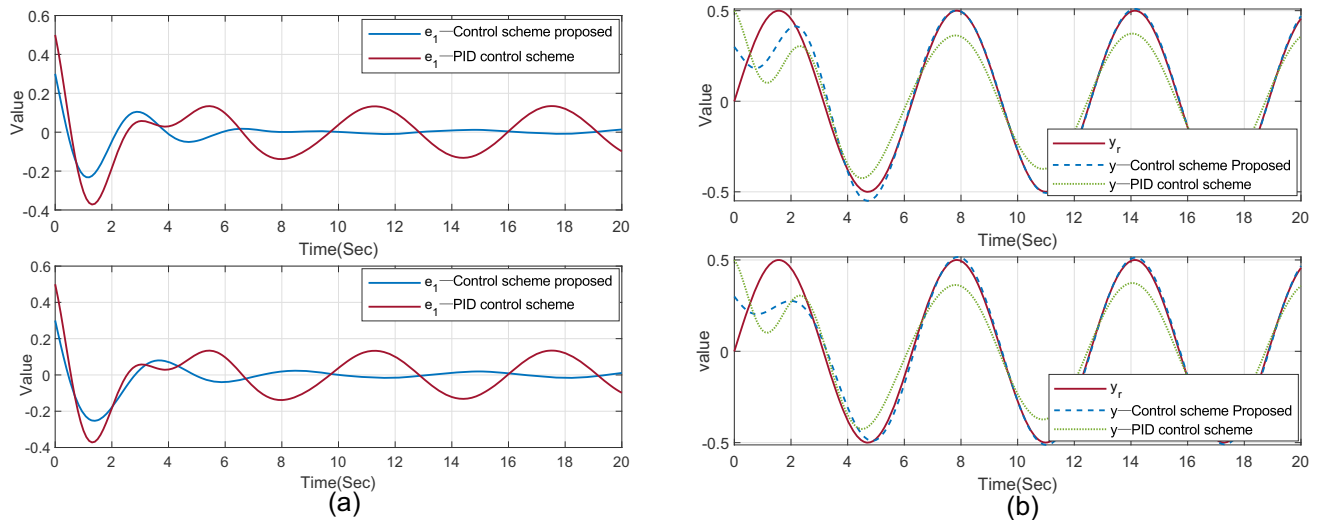 0.6
0.4
0.2
0
-0.2
-0.4
Value
0 2 4 6 8 10 12 14 16 18 20
Time(Sec)
e1—Control scheme proposed
e1—PID control scheme
0.6
0.4
0.2
0
-0.2
-0.4
Value
0 2 4 6 8 10 12 14 16 18 20
Time(Sec)
e1—Control scheme proposed
e1—PID control scheme
(a)
0.5
0
-0.5
Value
0 2 4 6 8 10 12 14 16 18 20
Time(Sec)
yr
y—Control scheme Proposed
y—PID control scheme
0.5
0
-0.5
value
0 2 4 6 8 10 12 14 16 18 20
Time(Sec)
yr
y—Control scheme Proposed
y—PID control scheme
(b)